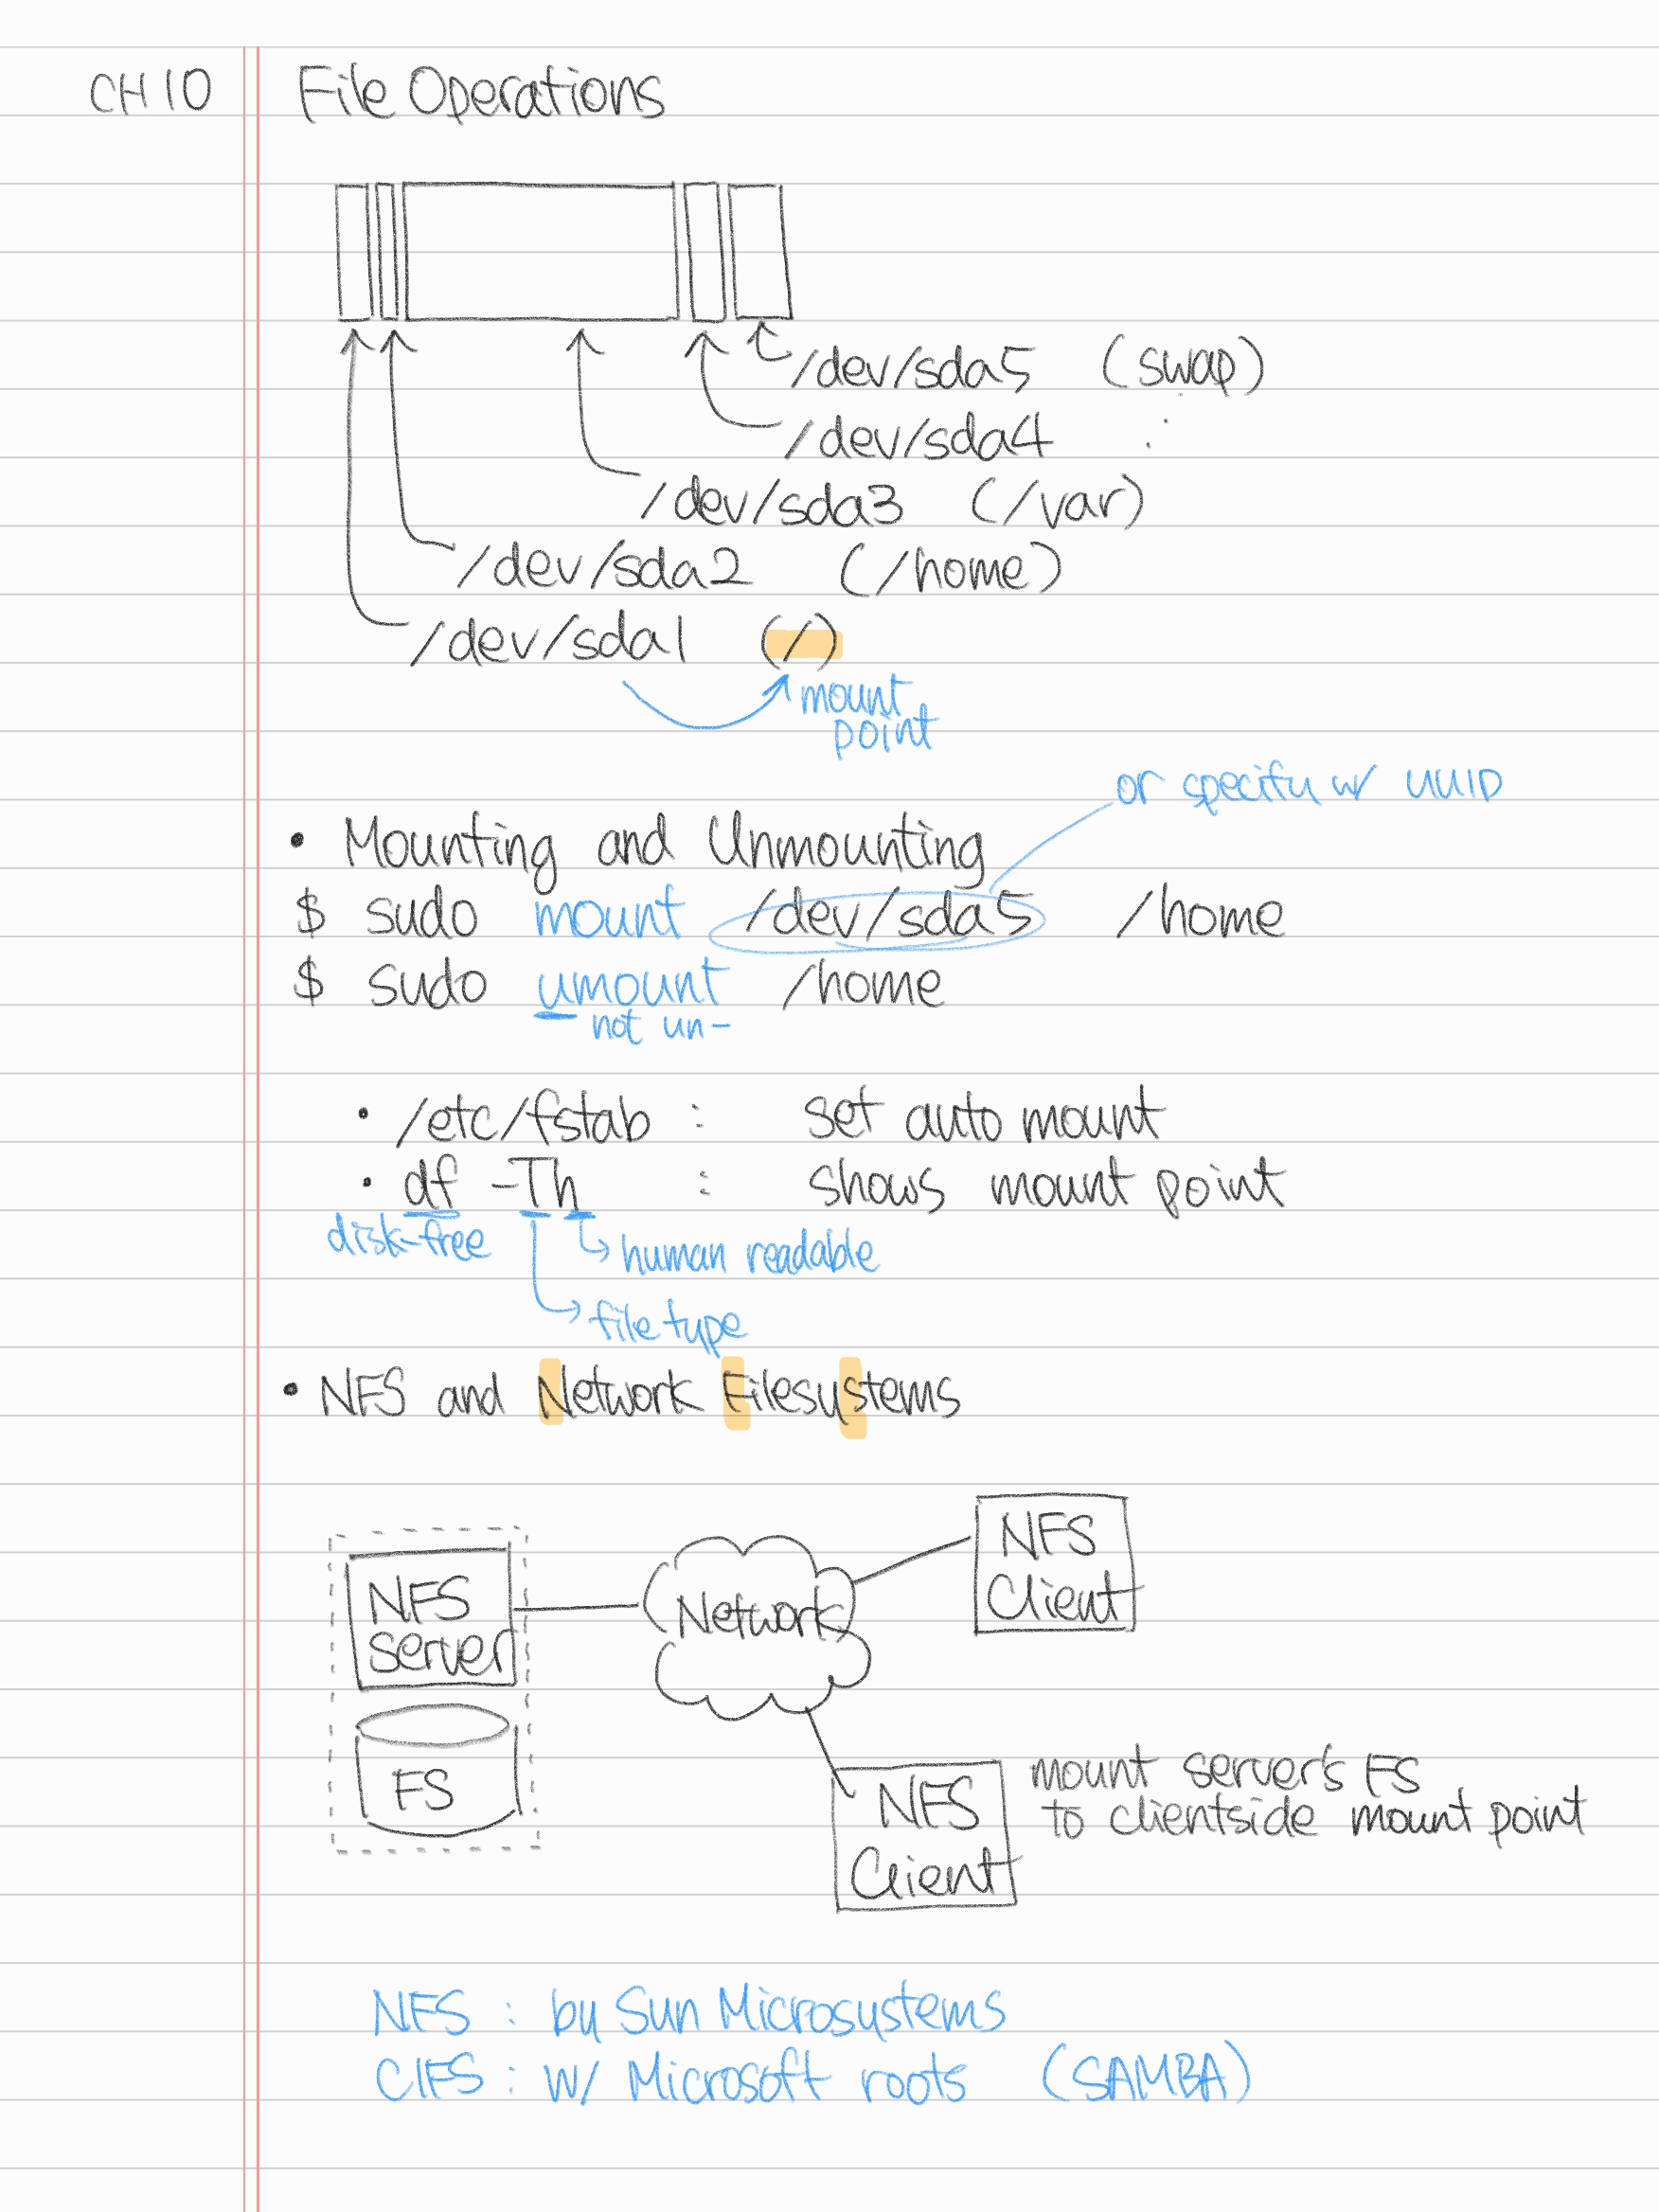 CH 10 File Operations
/dev/sda5 (swap)
/dev/sda4 :
/dev/sda3 (/var)
/dev/sda2 (/home)
/dev/sda1 (/)
mount
point
or specify w/ UUID
• Mounting and Unmounting
$ sudo mount /dev/sda5 /home
$ sudo umount /home
not un-
• /etc/fstab : set auto mount
• df -Th : shows mount point
disk-free
human readable
file type
• NFS and Network Filesystems
NFS
Client
NFS
server
Network
FS
NFS
Client
mount server's FS
to clientside mount point
NFS : by Sun Microsystems
CIFS : w/ Microsoft roots (SAMBA)